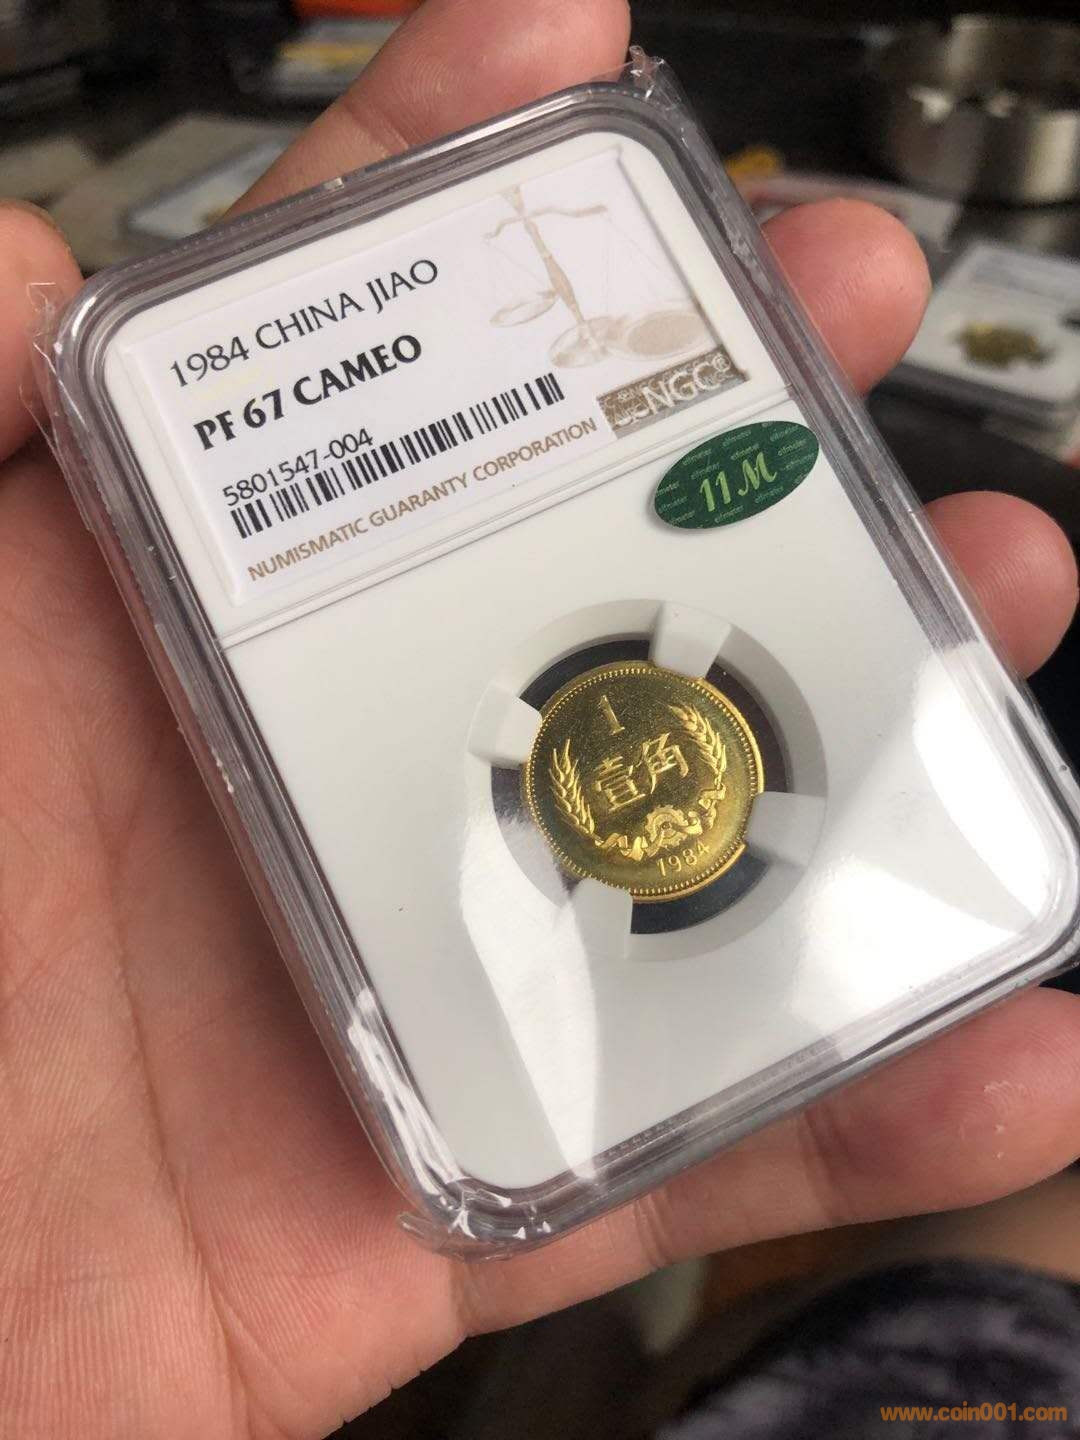 1984 CHINA JIAO
PF 67 CAMEO
5801547-004
NUMISMATIC GUARANTY CORPORATION
NGC
11M
1
壹角
1984
www.coin001.com